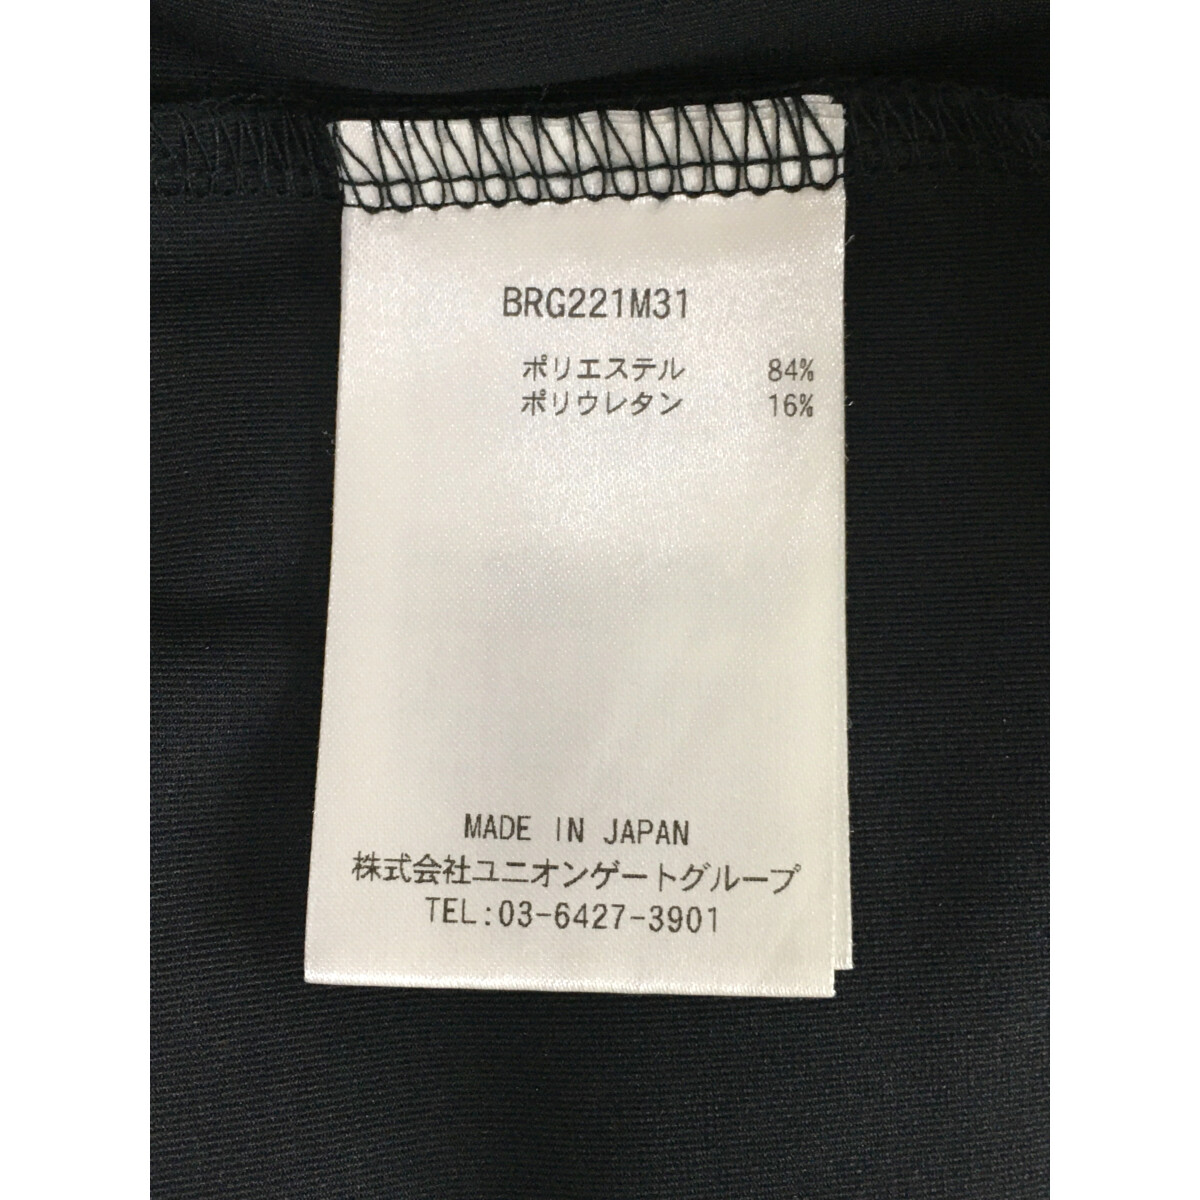 BRG221M31
ポリエステル 84%
ポリウレタン 16%
MADE IN JAPAN
株式会社ユニオンゲートグループ
TEL:03-6427-3901